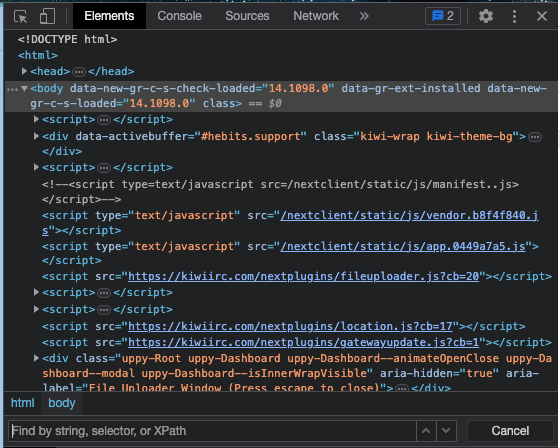 Elements Console Sources Network » 2
<!DOCTYPE html>
<html>
<head> … </head>
… <body data-new-gr-c-s-check-loaded="14.1098.0" data-gr-ext-installed data-new-
gr-c-s-loaded="14.1098.0" class> == $0
<script> … </script>
<div data-activebuffer="#hebits.support" class="kiwi-wrap kiwi-theme-bg"> …
</div>
<script> … </script>
<!--<script type=text/javascript src=/nextclient/static/js/manifest..js>
</script>-->
<script type="text/javascript" src="/nextclient/static/js/vendor.b8f4f840.j
s"></script>
<script type="text/javascript" src="/nextclient/static/js/app.0449a7a5.js">
</script>
<script src="https://kiwiirc.com/nextplugins/fileuploader.js?cb=20"></script>
<script> … </script>
<script> … </script>
<script src="https://kiwiirc.com/nextplugins/location.js?cb=17"></script>
<script src="https://kiwiirc.com/nextplugins/gatewayupdate.js?cb=1"></script>
<div class="uppy-Root uppy-Dashboard uppy-Dashboard--animateOpenClose uppy-Da
shboard--modal uppy-Dashboard--isInnerWrapVisible" aria-hidden="true" aria-
label="File Uploader Window (Press escape to close)"> … </div>
html body
Find by string, selector, or XPath Cancel